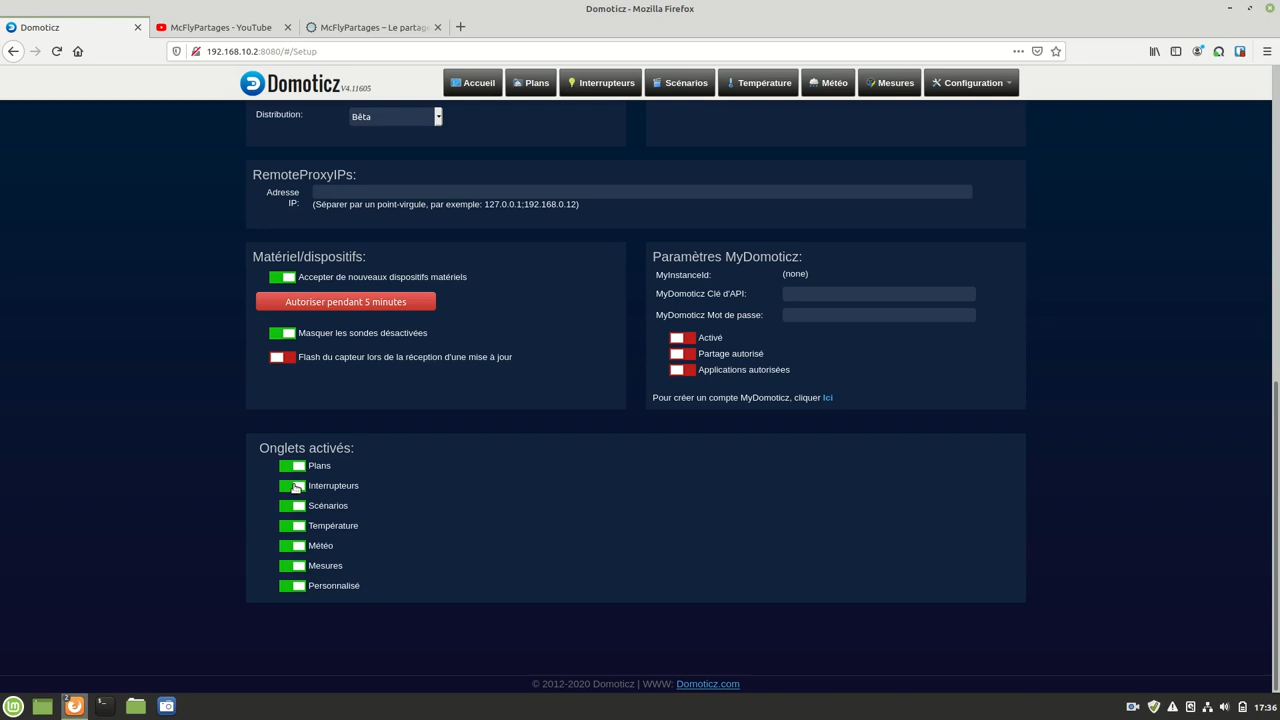 Domoticz - Mozilla Firefox
Domoticz
McFlyPartages - YouTube
McFlyPartages – Le partag
192.168.10.2:8080/#/Setup
Domoticz V4.11605
Accueil
Plans
Interrupteurs
Scénarios
Température
Météo
Mesures
Configuration
Distribution:
Bêta
RemoteProxyIPs:
Adresse
IP:
(Séparer par un point-virgule, par exemple: 127.0.0.1;192.168.0.12)
Matériel/dispositifs:
Accepter de nouveaux dispositifs matériels
Autoriser pendant 5 minutes
Masquer les sondes désactivées
Flash du capteur lors de la réception d'une mise à jour
Paramètres MyDomoticz:
MyInstanceId:
(none)
MyDomoticz Clé d'API:
MyDomoticz Mot de passe:
Activé
Partage autorisé
Applications autorisées
Pour créer un compte MyDomoticz, cliquer Ici
Onglets activés:
Plans
Interrupteurs
Scénarios
Température
Météo
Mesures
Personnalisé
© 2012-2020 Domoticz | WWW: Domoticz.com
2
17:36